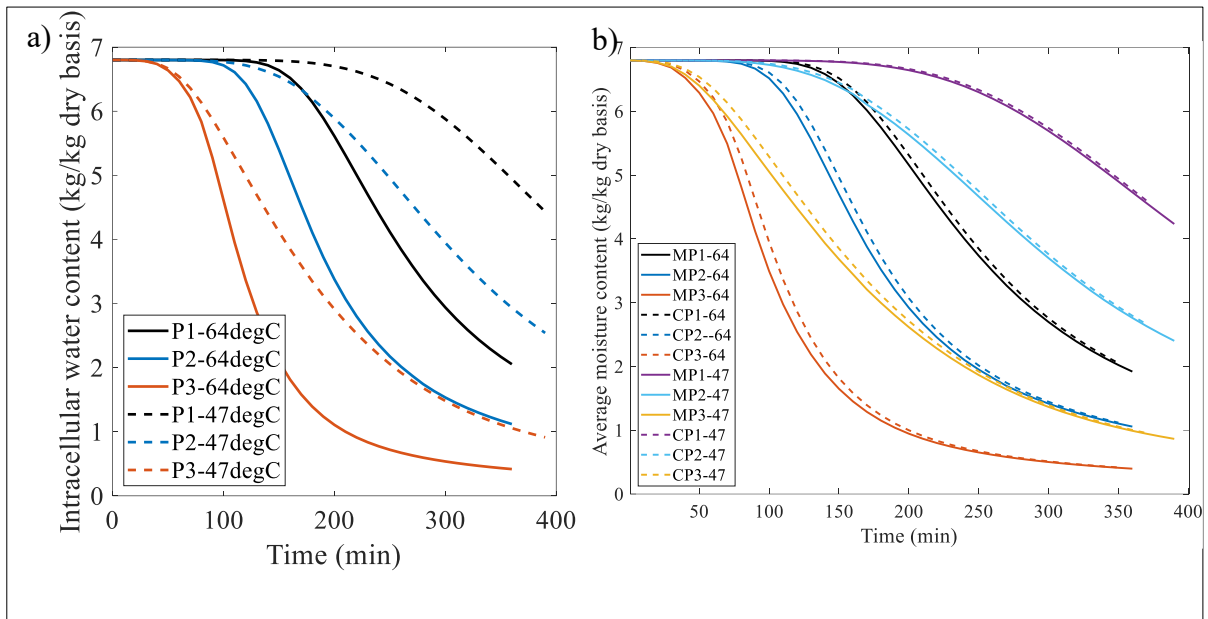 a)
Intracellular water content (kg/kg dry basis)
7
6
5
4
3
2
1
0
P1-64degC
P2-64degC
P3-64degC
P1-47degC
P2-47degC
P3-47degC
0 100 200 300 400
Time (min)
b)
Average moisture content (kg/kg dry basis)
7
6
5
4
3
2
1
0
MP1-64
MP2-64
MP3-64
CP1-64
CP2--64
CP3-64
MP1-47
MP2-47
MP3-47
CP1-47
CP2-47
CP3-47
50 100 150 200 250 300 350 400
Time (min)